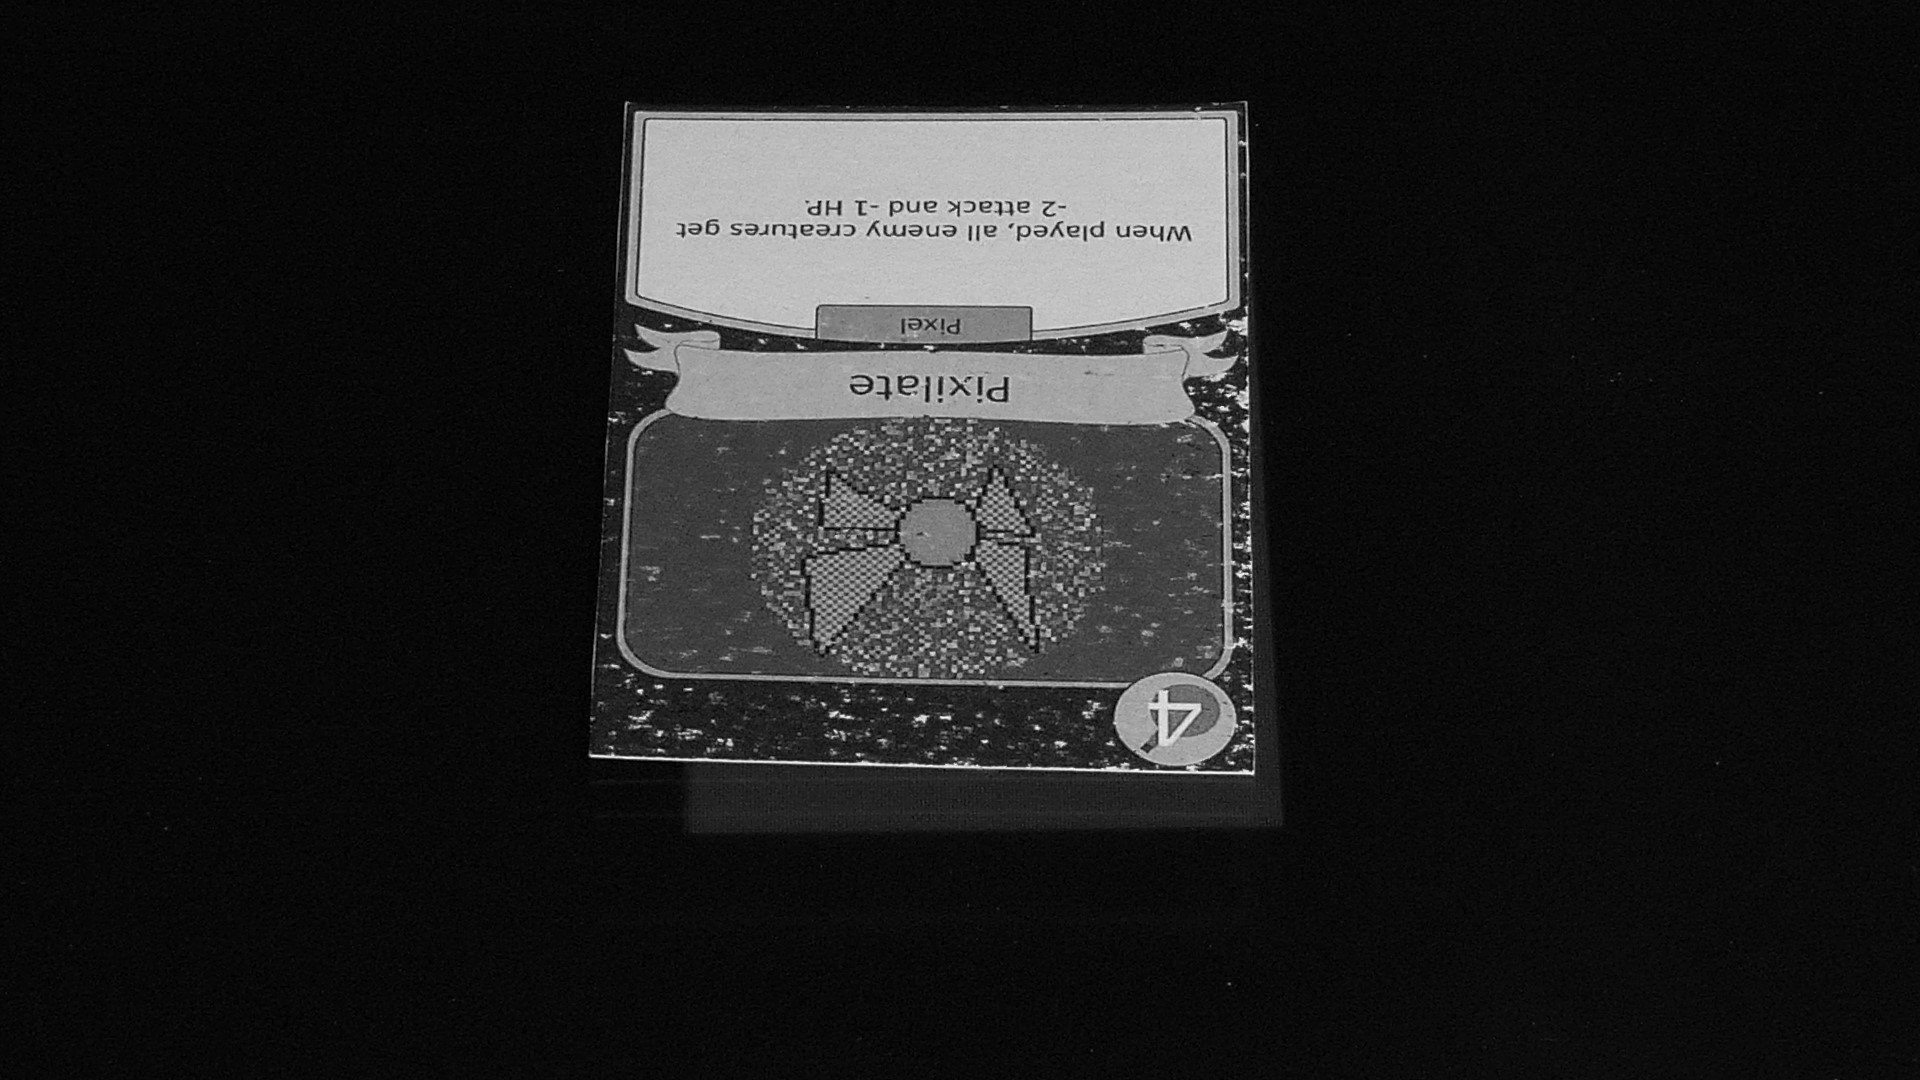 4
Pixilate
Pixel
When played, all enemy creatures get
-2 attack and -1 HP.